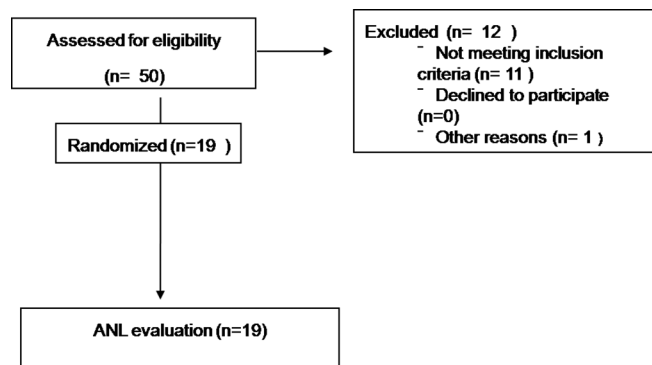 Assessed for eligibility
(n= 50)
Excluded (n= 12 )
- Not meeting inclusion
criteria (n= 11 )
- Declined to participate
(n=0)
- Other reasons (n= 1 )
Randomized (n=19 )
ANL evaluation (n=19)